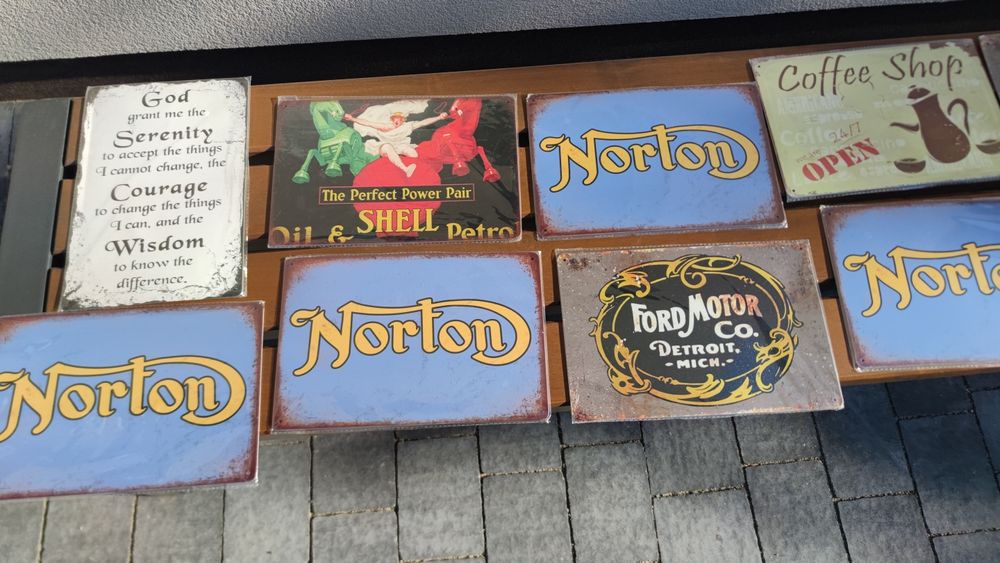 God
grant me the
Serenity
to accept the things
I cannot change, the
Courage
to change the things
I can, and the
Wisdom
to know the
difference.
The Perfect Power Pair
SHELL
Oil & Petro
Norton
Coffee Shop
24/7
OPEN
Norton
Norton
FORD MOTOR
CO.
DETROIT,
-MICH.-
Norto